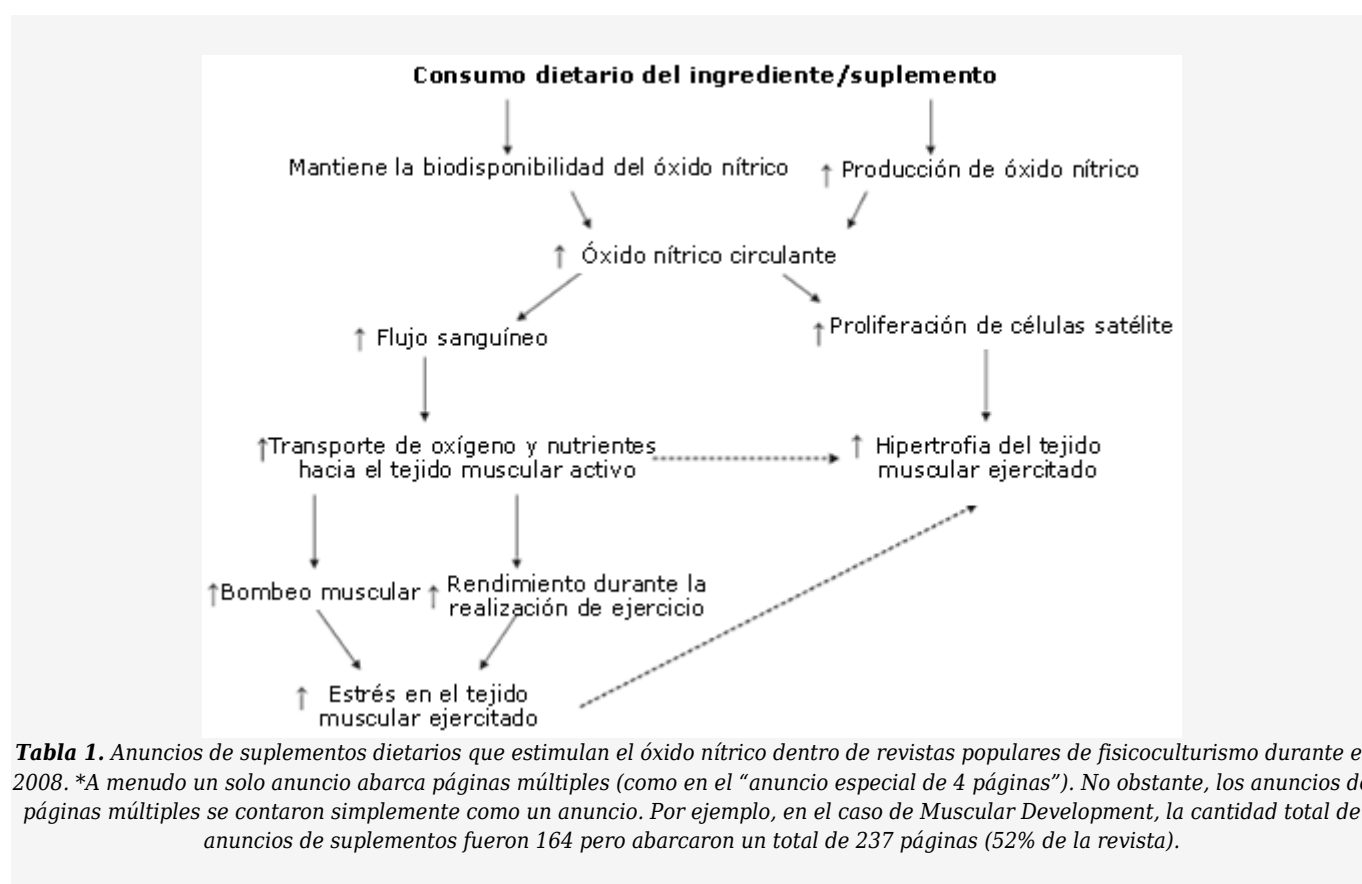 Consumo dietario del ingrediente/suplemento
Mantiene la biodisponibilidad del óxido nítrico
↑ Producción de óxido nítrico
↑ Óxido nítrico circulante
↑ Flujo sanguíneo
↑ Proliferación de células satélite
↑ Transporte de oxígeno y nutrientes
hacia el tejido muscular activo
↑ Hipertrofia del tejido
muscular ejercitado
↑ Bombeo muscular
↑ Rendimiento durante la
realización de ejercicio
↑ Estrés en el tejido
muscular ejercitado
Tabla 1. Anuncios de suplementos dietarios que estimulan el óxido nítrico dentro de revistas populares de fisicoculturismo durante e
2008. *A menudo un solo anuncio abarca páginas múltiples (como en el “anuncio especial de 4 páginas”). No obstante, los anuncios de
páginas múltiples se contaron simplemente como un anuncio. Por ejemplo, en el caso de Muscular Development, la cantidad total de
anuncios de suplementos fueron 164 pero abarcaron un total de 237 páginas (52% de la revista).